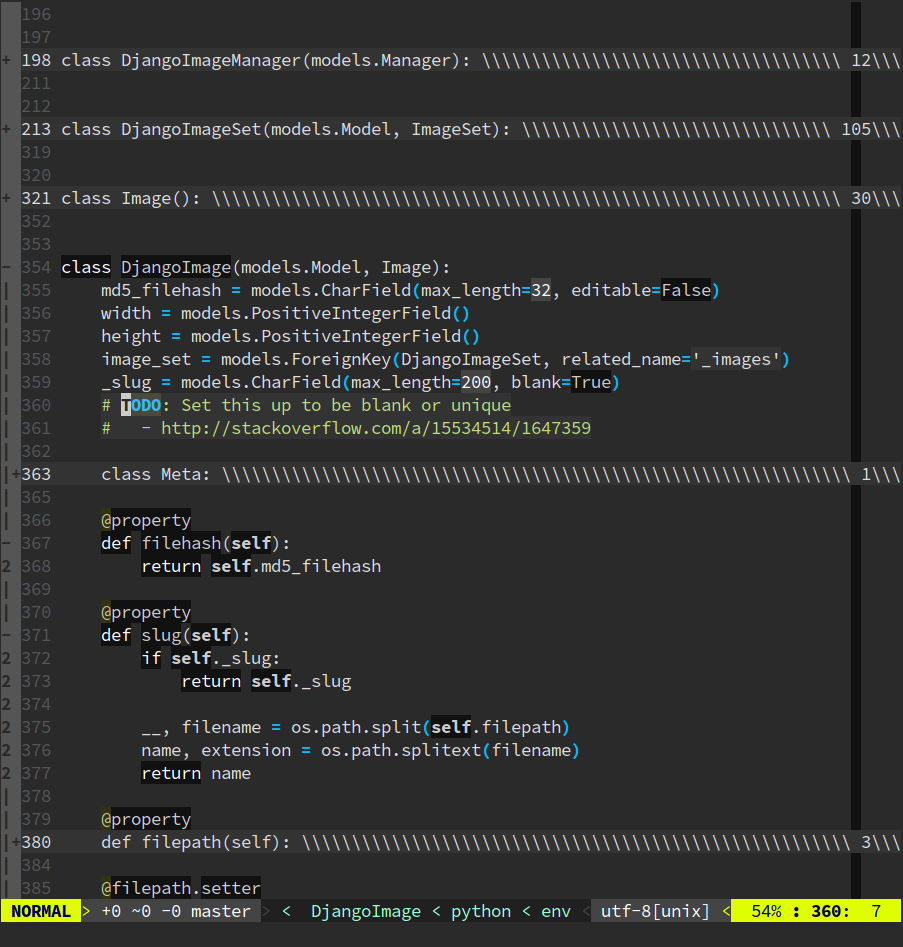 196
197
+ 198 class DjangoImageManager(models.Manager): \\\\\\\\\\\\\\\\\\\\\\\\\\\\\\\\\\\\ 12\\\
211
212
+ 213 class DjangoImageSet(models.Model, ImageSet): \\\\\\\\\\\\\\\\\\\\\\\\\\\\\\\ 105\\\
319
320
+ 321 class Image(): \\\\\\\\\\\\\\\\\\\\\\\\\\\\\\\\\\\\\\\\\\\\\\\\\\\\\\\\\\\\\\\ 30\\\
352
353
- 354 class DjangoImage(models.Model, Image):
| 355     md5_filehash = models.CharField(max_length=32, editable=False)
| 356     width = models.PositiveIntegerField()
| 357     height = models.PositiveIntegerField()
| 358     image_set = models.ForeignKey(DjangoImageSet, related_name='_images')
| 359     _slug = models.CharField(max_length=200, blank=True)
| 360     # TODO: Set this up to be blank or unique
| 361     #   - http://stackoverflow.com/a/15534514/1647359
| 362
|+363     class Meta: \\\\\\\\\\\\\\\\\\\\\\\\\\\\\\\\\\\\\\\\\\\\\\\\\\\\\\\\\\\\\\\ 1\\\
| 365
| 366     @property
- 367     def filehash(self):
2 368         return self.md5_filehash
| 369
| 370     @property
- 371     def slug(self):
2 372         if self._slug:
2 373             return self._slug
2 374
2 375         __, filename = os.path.split(self.filepath)
2 376         name, extension = os.path.splitext(filename)
2 377         return name
| 378
| 379     @property
|+380     def filepath(self): \\\\\\\\\\\\\\\\\\\\\\\\\\\\\\\\\\\\\\\\\\\\\\\\\\\\\\\ 3\\\
| 384
| 385     @filepath.setter
NORMAL > +0 ~0 -0 master > < DjangoImage < python < env < utf-8[unix] < 54% : 360: 7